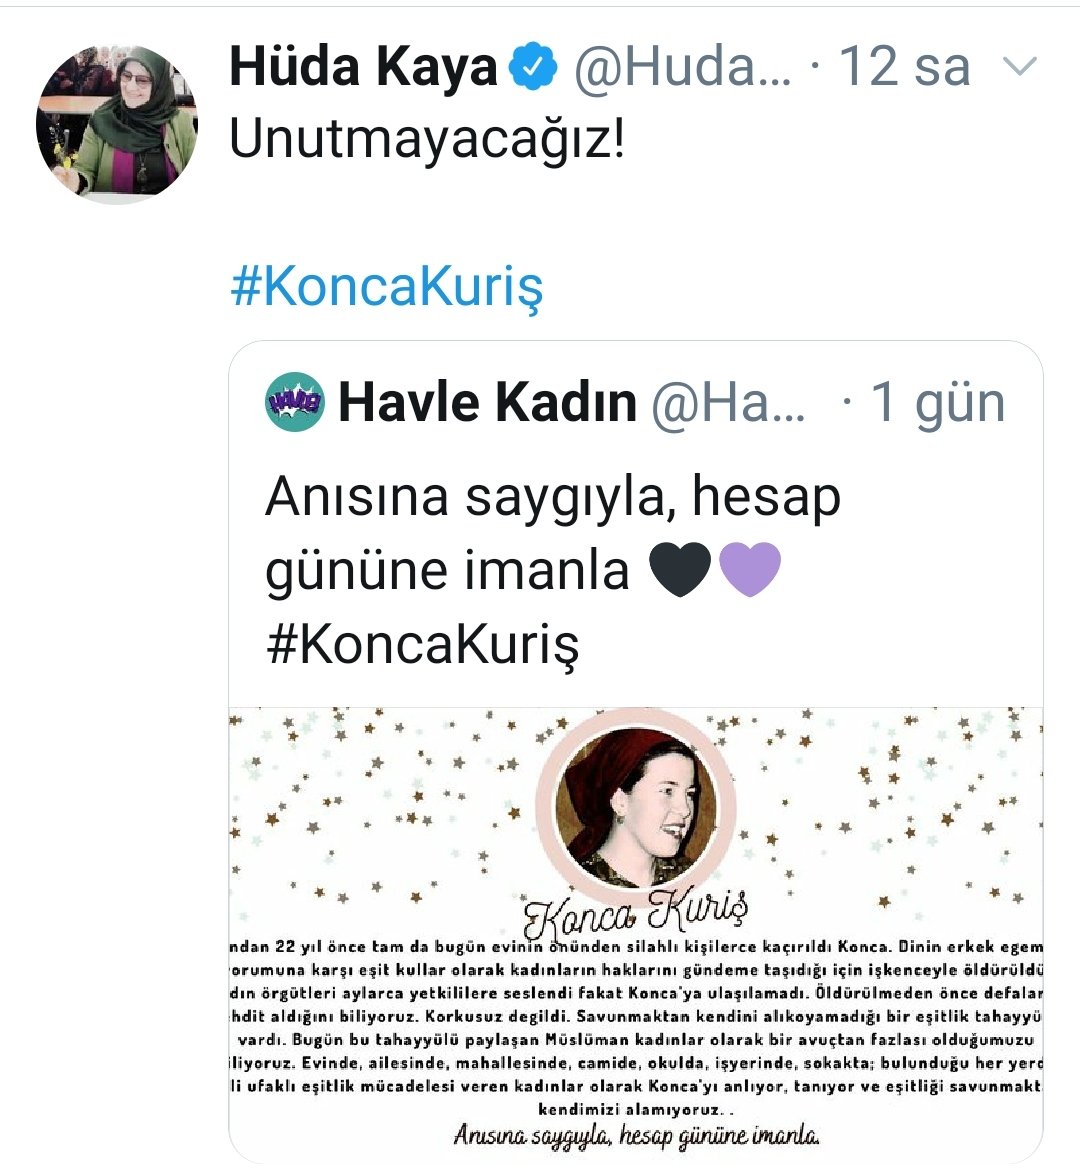 Hüda Kaya @Huda... · 12 sa
Unutmayacağız!
#KoncaKuriş
HAVLE!
Havle Kadın @Ha... · 1 gün
Anısına saygıyla, hesap
gününe imanla 🖤💜
#KoncaKuriş
Konca Kuriş
ndan 22 yıl önce tam da bugün evinin önünden silahlı kişilerce kaçırıldı Konca. Dinin erkek egem
orumuna karşı eşit kullar olarak kadınların haklarını gündeme taşıdığı için işkenceyle öldürüldü
dın örgütleri aylarca yetkililere seslendi fakat Konca'ya ulaşılamadı. Öldürülmeden önce defalar
hdit aldığını biliyoruz. Korkusuz degildi. Savunmaktan kendini alıkoyamadığı bir eşitlik tahayyü
vardı. Bugün bu tahayyülü paylaşan Müslüman kadınlar olarak bir avuçtan fazlası olduğumuzu
iliyoruz. Evinde, ailesinde, mahallesinde, camide, okulda, işyerinde, sokakta; bulunduğu her yerd
li ufaklı eşitlik mücadelesi veren kadınlar olarak Konca'yı anlıyor, tanıyor ve eşitliği savunmakt
kendimizi alamıyoruz. .
Anısına saygıyla, hesap gününe imanla.